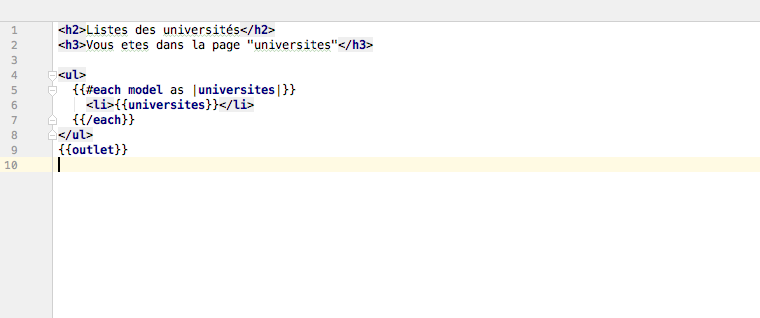 1 <h2>Listes des universités</h2>
2 <h3>Vous etes dans la page "universites"</h3>
3
4 <ul>
5   {{#each model as |universites|}}
6     <li>{{universites}}</li>
7   {{/each}}
8 </ul>
9 {{outlet}}
10